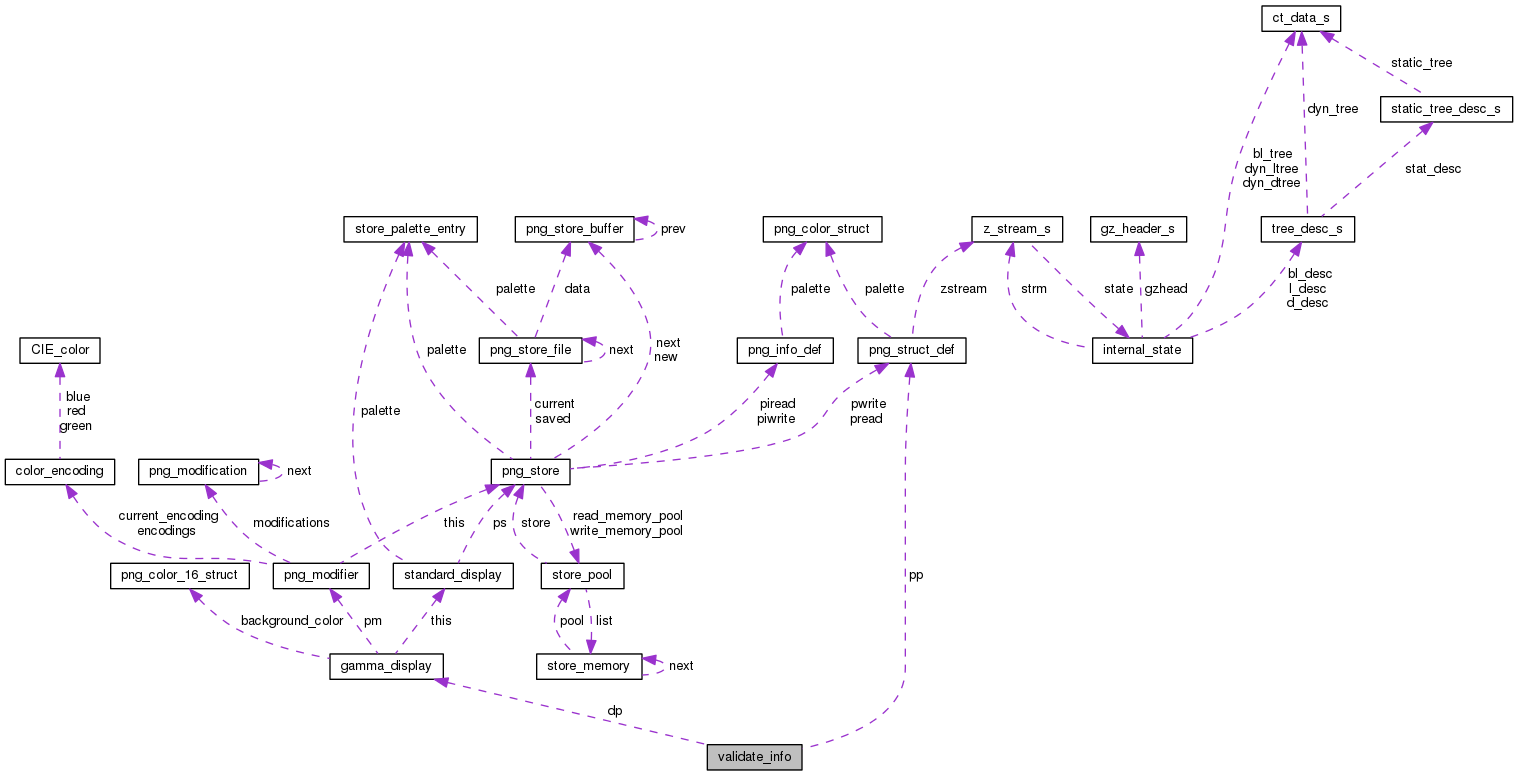 ct_data_s
static_tree
static_tree_desc_s
dyn_tree
bl_tree
dyn_ltree
dyn_dtree
stat_desc
store_palette_entry
png_store_buffer
prev
png_color_struct
z_stream_s
gz_header_s
tree_desc_s
palette
data
palette
palette
zstream
strm
state
gzhead
bl_desc
l_desc
d_desc
CIE_color
palette
png_store_file
next
next
new
png_info_def
png_struct_def
internal_state
blue
red
green
palette
current
saved
piread
piwrite
pwrite
pread
color_encoding
png_modification
next
png_store
current_encoding
encodings
modifications
this
ps
store
read_memory_pool
write_memory_pool
png_color_16_struct
png_modifier
standard_display
store_pool
pp
background_color
pm
this
pool
list
gamma_display
store_memory
next
dp
validate_info